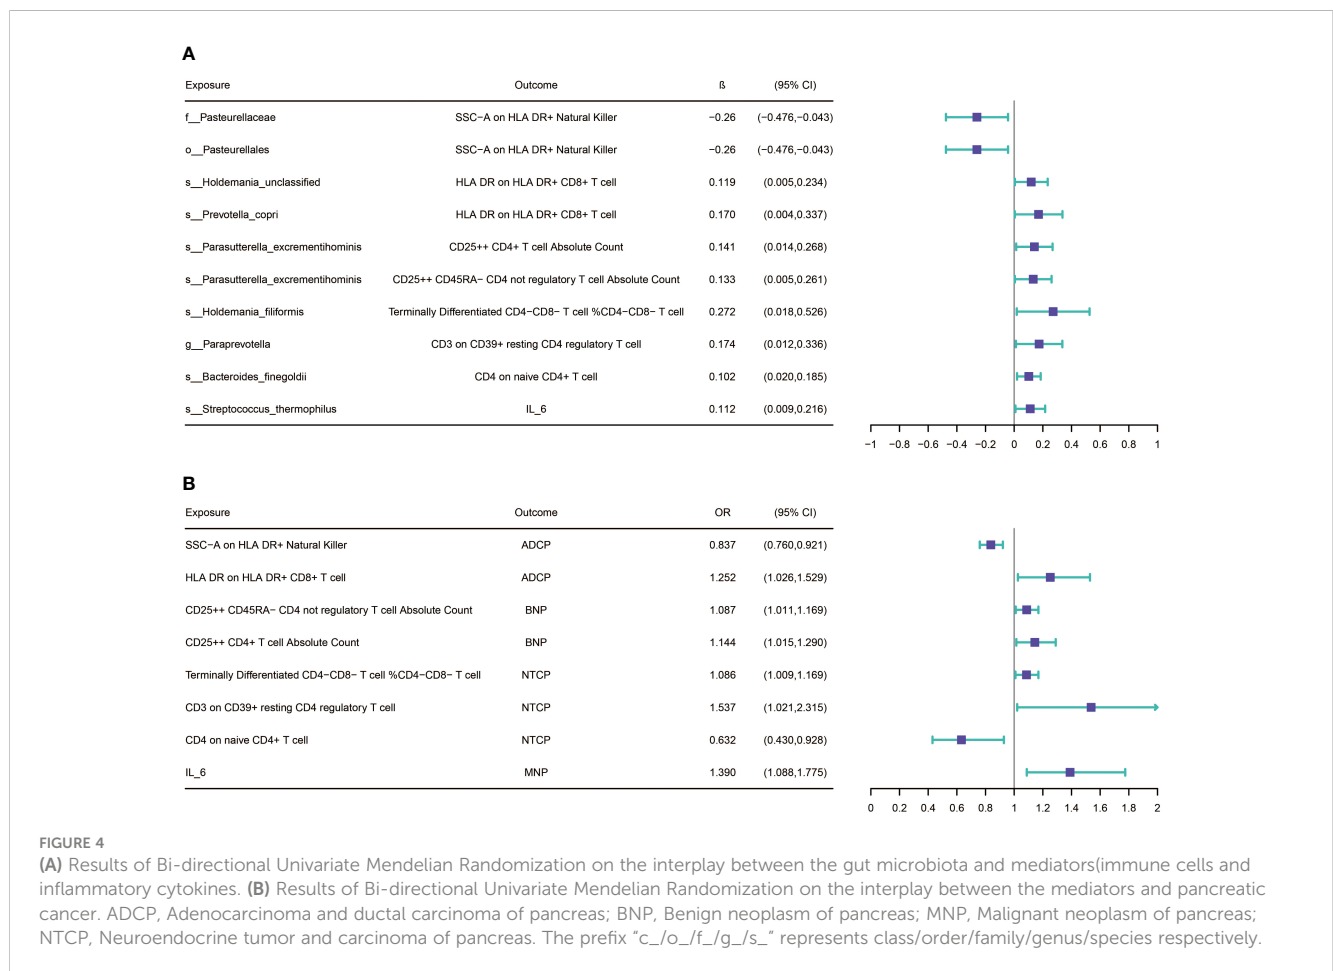 A
Exposure Outcome ß (95% CI)
f__Pasteurellaceae SSC−A on HLA DR+ Natural Killer −0.26 (−0.476,−0.043)
o__Pasteurellales SSC−A on HLA DR+ Natural Killer −0.26 (−0.476,−0.043)
s__Holdemania_unclassified HLA DR on HLA DR+ CD8+ T cell 0.119 (0.005,0.234)
s__Prevotella_copri HLA DR on HLA DR+ CD8+ T cell 0.170 (0.004,0.337)
s__Parasutterella_excrementihominis CD25++ CD4+ T cell Absolute Count 0.141 (0.014,0.268)
s__Parasutterella_excrementihominis CD25++ CD45RA− CD4 not regulatory T cell Absolute Count 0.133 (0.005,0.261)
s__Holdemania_filiformis Terminally Differentiated CD4−CD8− T cell %CD4−CD8− T cell 0.272 (0.018,0.526)
g__Paraprevotella CD3 on CD39+ resting CD4 regulatory T cell 0.174 (0.012,0.336)
s__Bacteroides_finegoldii CD4 on naive CD4+ T cell 0.102 (0.020,0.185)
s__Streptococcus_thermophilus IL_6 0.112 (0.009,0.216)
−1 −0.8 −0.6 −0.4 −0.2 0 0.2 0.4 0.6 0.8 1
B
Exposure Outcome OR (95% CI)
SSC−A on HLA DR+ Natural Killer ADCP 0.837 (0.760,0.921)
HLA DR on HLA DR+ CD8+ T cell ADCP 1.252 (1.026,1.529)
CD25++ CD45RA− CD4 not regulatory T cell Absolute Count BNP 1.087 (1.011,1.169)
CD25++ CD4+ T cell Absolute Count BNP 1.144 (1.015,1.290)
Terminally Differentiated CD4−CD8− T cell %CD4−CD8− T cell NTCP 1.086 (1.009,1.169)
CD3 on CD39+ resting CD4 regulatory T cell NTCP 1.537 (1.021,2.315)
CD4 on naive CD4+ T cell NTCP 0.632 (0.430,0.928)
IL_6 MNP 1.390 (1.088,1.775)
0 0.2 0.4 0.6 0.8 1 1.2 1.4 1.6 1.8 2
FIGURE 4
(A) Results of Bi-directional Univariate Mendelian Randomization on the interplay between the gut microbiota and mediators(immune cells and
inflammatory cytokines. (B) Results of Bi-directional Univariate Mendelian Randomization on the interplay between the mediators and pancreatic
cancer. ADCP, Adenocarcinoma and ductal carcinoma of pancreas; BNP, Benign neoplasm of pancreas; MNP, Malignant neoplasm of pancreas;
NTCP, Neuroendocrine tumor and carcinoma of pancreas. The prefix “c_/o_/f_/g_/s_” represents class/order/family/genus/species respectively.